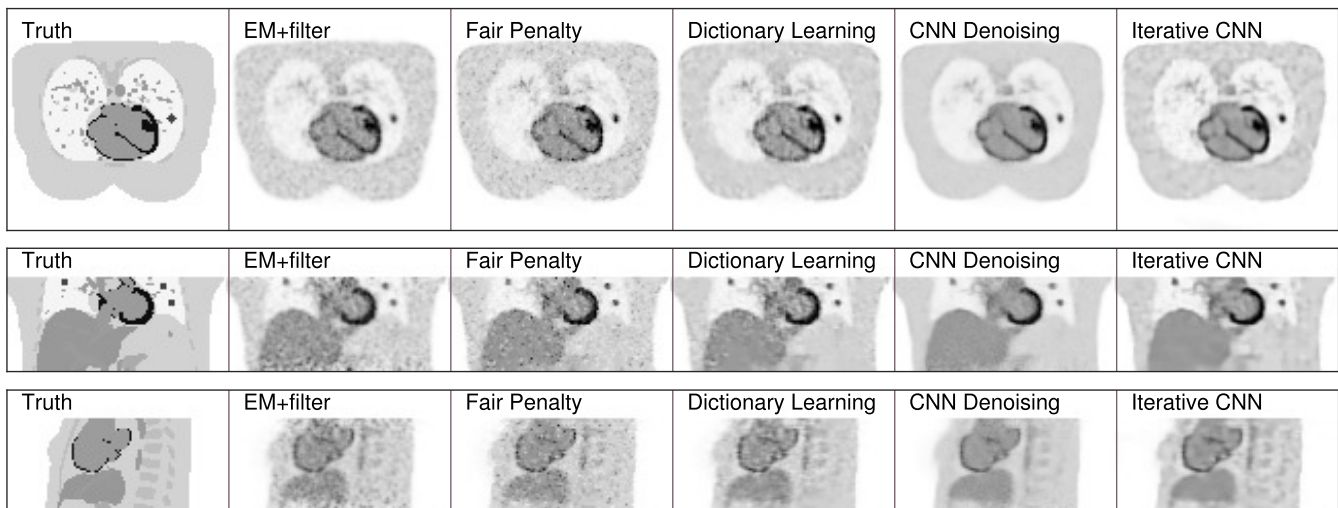 Truth EM+filter Fair Penalty Dictionary Learning CNN Denoising Iterative CNN
Truth EM+filter Fair Penalty Dictionary Learning CNN Denoising Iterative CNN
Truth EM+filter Fair Penalty Dictionary Learning CNN Denoising Iterative CNN